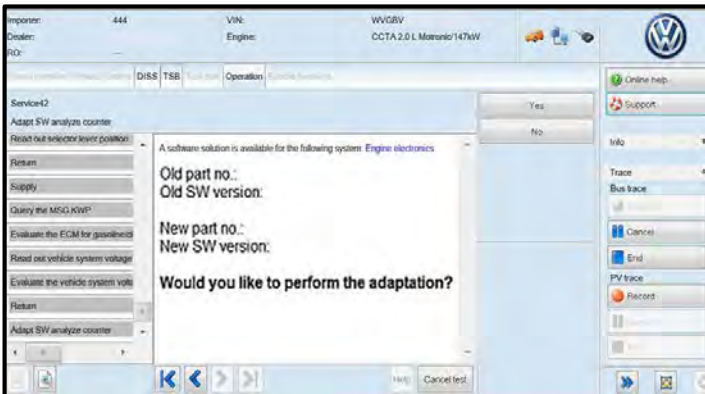 Importer: 444 VIN: WVGBV
Dealer: Engine: CCTA 2.0 L Motronic/147kW
RO: ---
DISS TSB Operation
Online help
Service42 Yes
Support
Adapt SW analyze counter
No
Read out selector lever position
Info
A software solution is available for the following system: Engine electronics
Return
Old part no.:
Trace
Supply
Old SW version:
Bus trace
Query the MSG KWP
New part no.:
Evaluate the ECM for
Cancel
New SW version:
Read out vehicle system voltage
End
Evaluate the vehicle system
Would you like to perform the adaptation?
PV trace
Return
Record
Adapt SW analyze counter
Help Cancel test